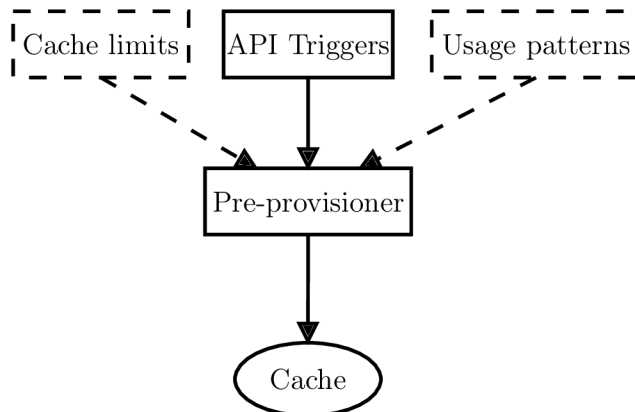 Cache limits
API Triggers
Usage patterns
Pre-provisioner
Cache